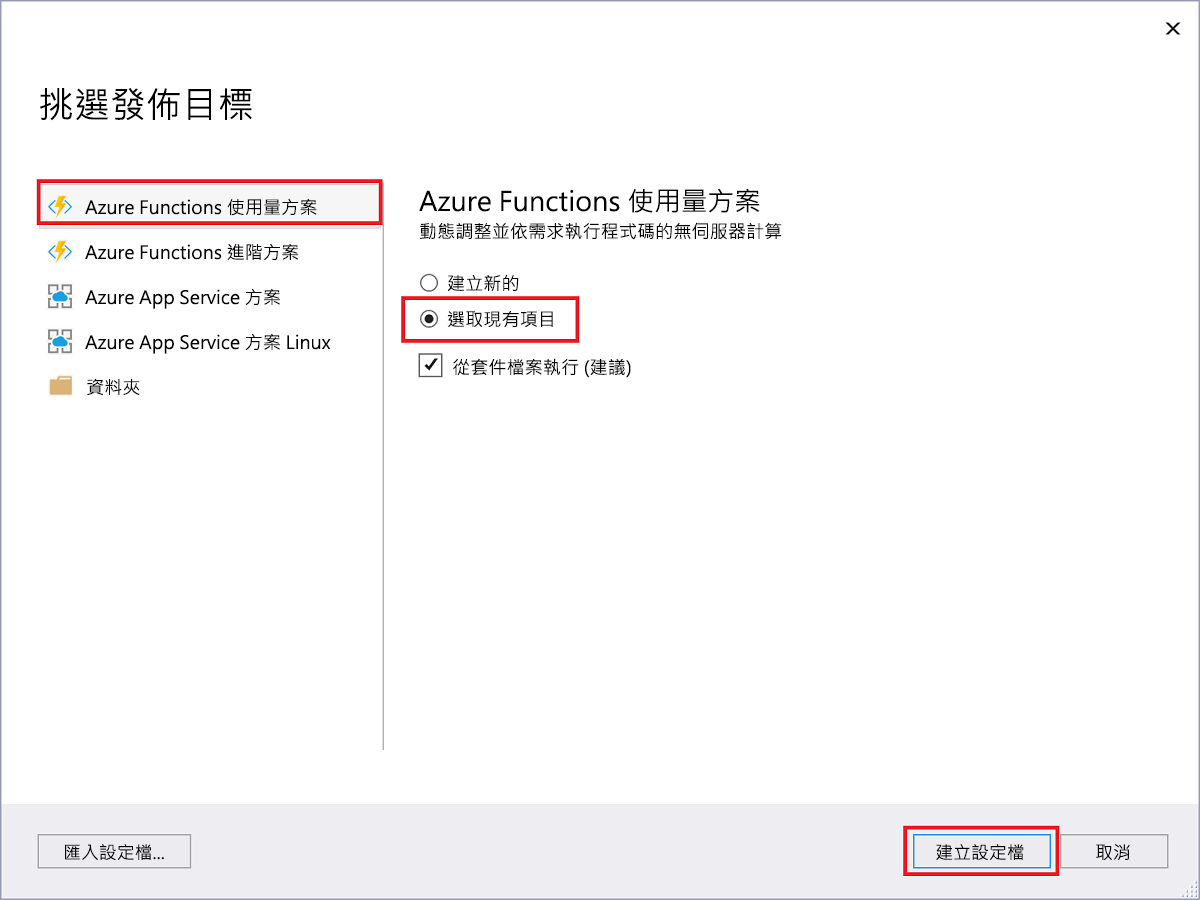 挑選發佈目標
Azure Functions 使用量方案
Azure Functions 進階方案
Azure App Service 方案
Azure App Service 方案 Linux
資料夾
Azure Functions 使用量方案
動態調整並依需求執行程式碼的無伺服器計算
建立新的
選取現有項目
從套件檔案執行 (建議)
匯入設定檔...
建立設定檔
取消